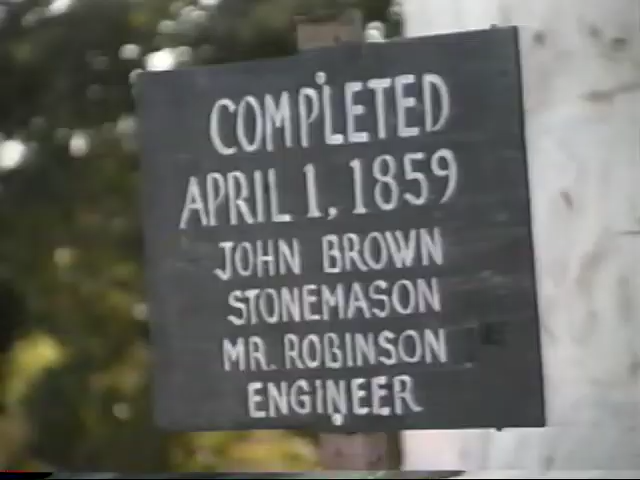 COMPLETED
APRIL 1, 1859
JOHN BROWN
STONEMASON
MR. ROBINSON
ENGINEER